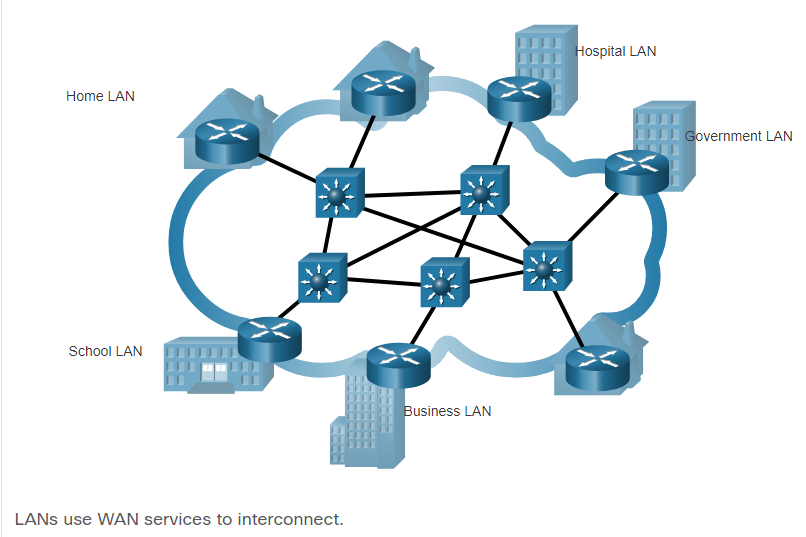 Hospital LAN
Home LAN
Government LAN
School LAN
Business LAN
LANs use WAN services to interconnect.